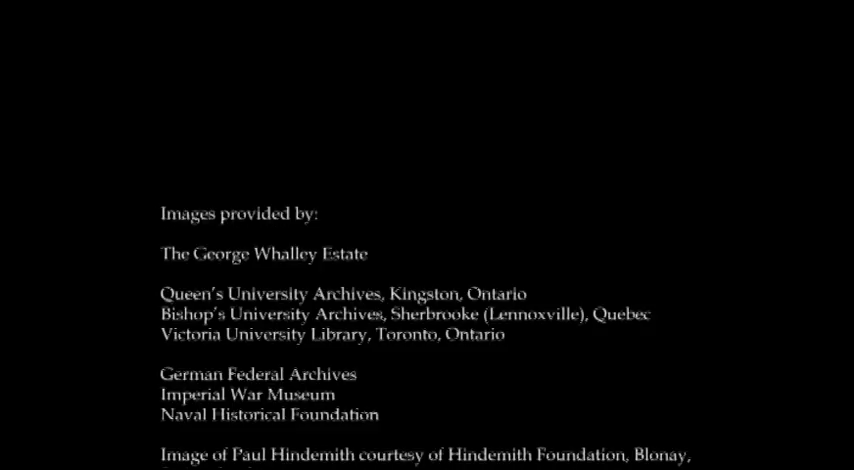 Images provided by:
The George Whalley Estate
Queen's University Archives, Kingston, Ontario
Bishop's University Archives, Sherbrooke (Lennoxville), Quebec
Victoria University Library, Toronto, Ontario
German Federal Archives
Imperial War Museum
Naval Historical Foundation
Image of Paul Hindemith courtesy of Hindemith Foundation, Blonay,